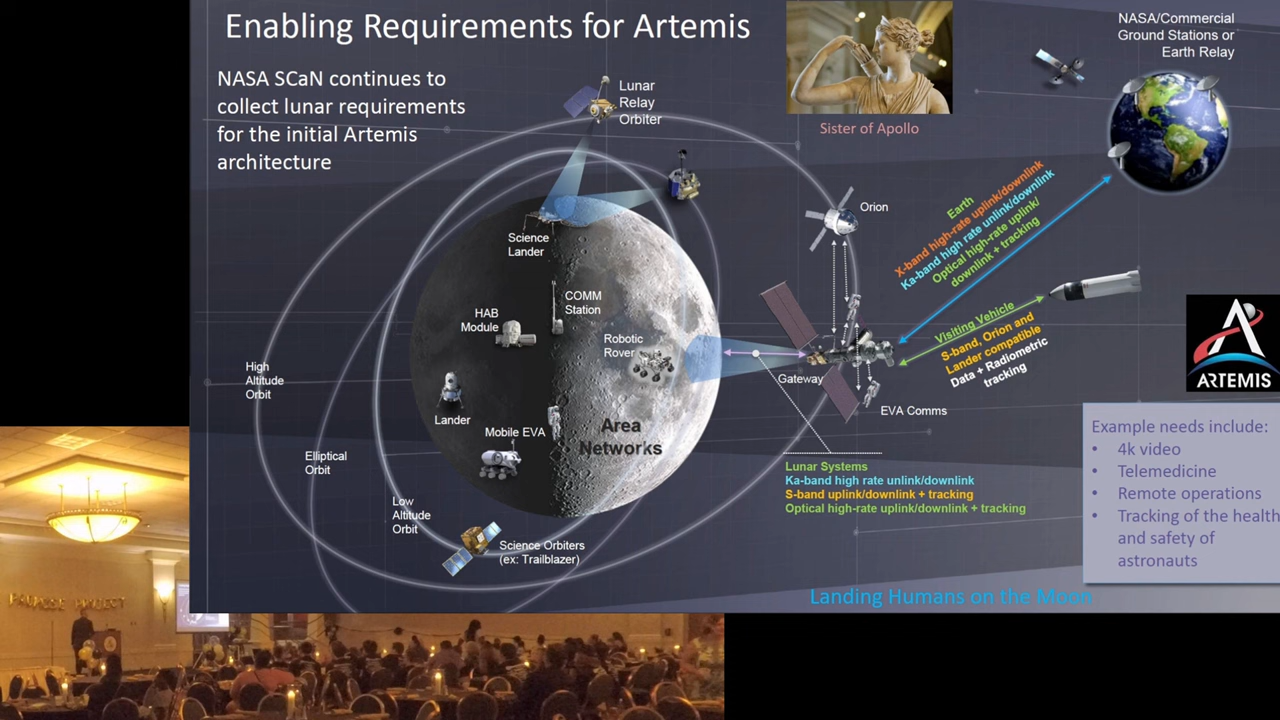 Enabling Requirements for Artemis
NASA SCaN continues to
collect lunar requirements
for the initial Artemis
architecture
Lunar
Relay
Orbiter
Sister of Apollo
NASA/Commercial
Ground Stations or
Earth Relay
Orion
Earth
X-band high-rate uplink/downlink
Ka-band high rate unlink/downlink
Optical high-rate uplink/
downlink + tracking
Science
Lander
COMM
Station
HAB
Module
Robotic
Rover
Visiting Vehicle
S-band, Orion and
Lander compatible
Data + Radiometric
tracking
ARTEMIS
High
Altitude
Orbit
Gateway
EVA Comms
Lander
Mobile EVA
Area
Networks
Elliptical
Orbit
Low
Altitude
Orbit
Science Orbiters
(ex: Trailblazer)
Lunar Systems
Ka-band high rate unlink/downlink
S-band uplink/downlink + tracking
Optical high-rate uplink/downlink + tracking
Example needs include:
• 4k video
• Telemedicine
• Remote operations
• Tracking of the health
and safety of
astronauts
Landing Humans on the Moon
PROJECT